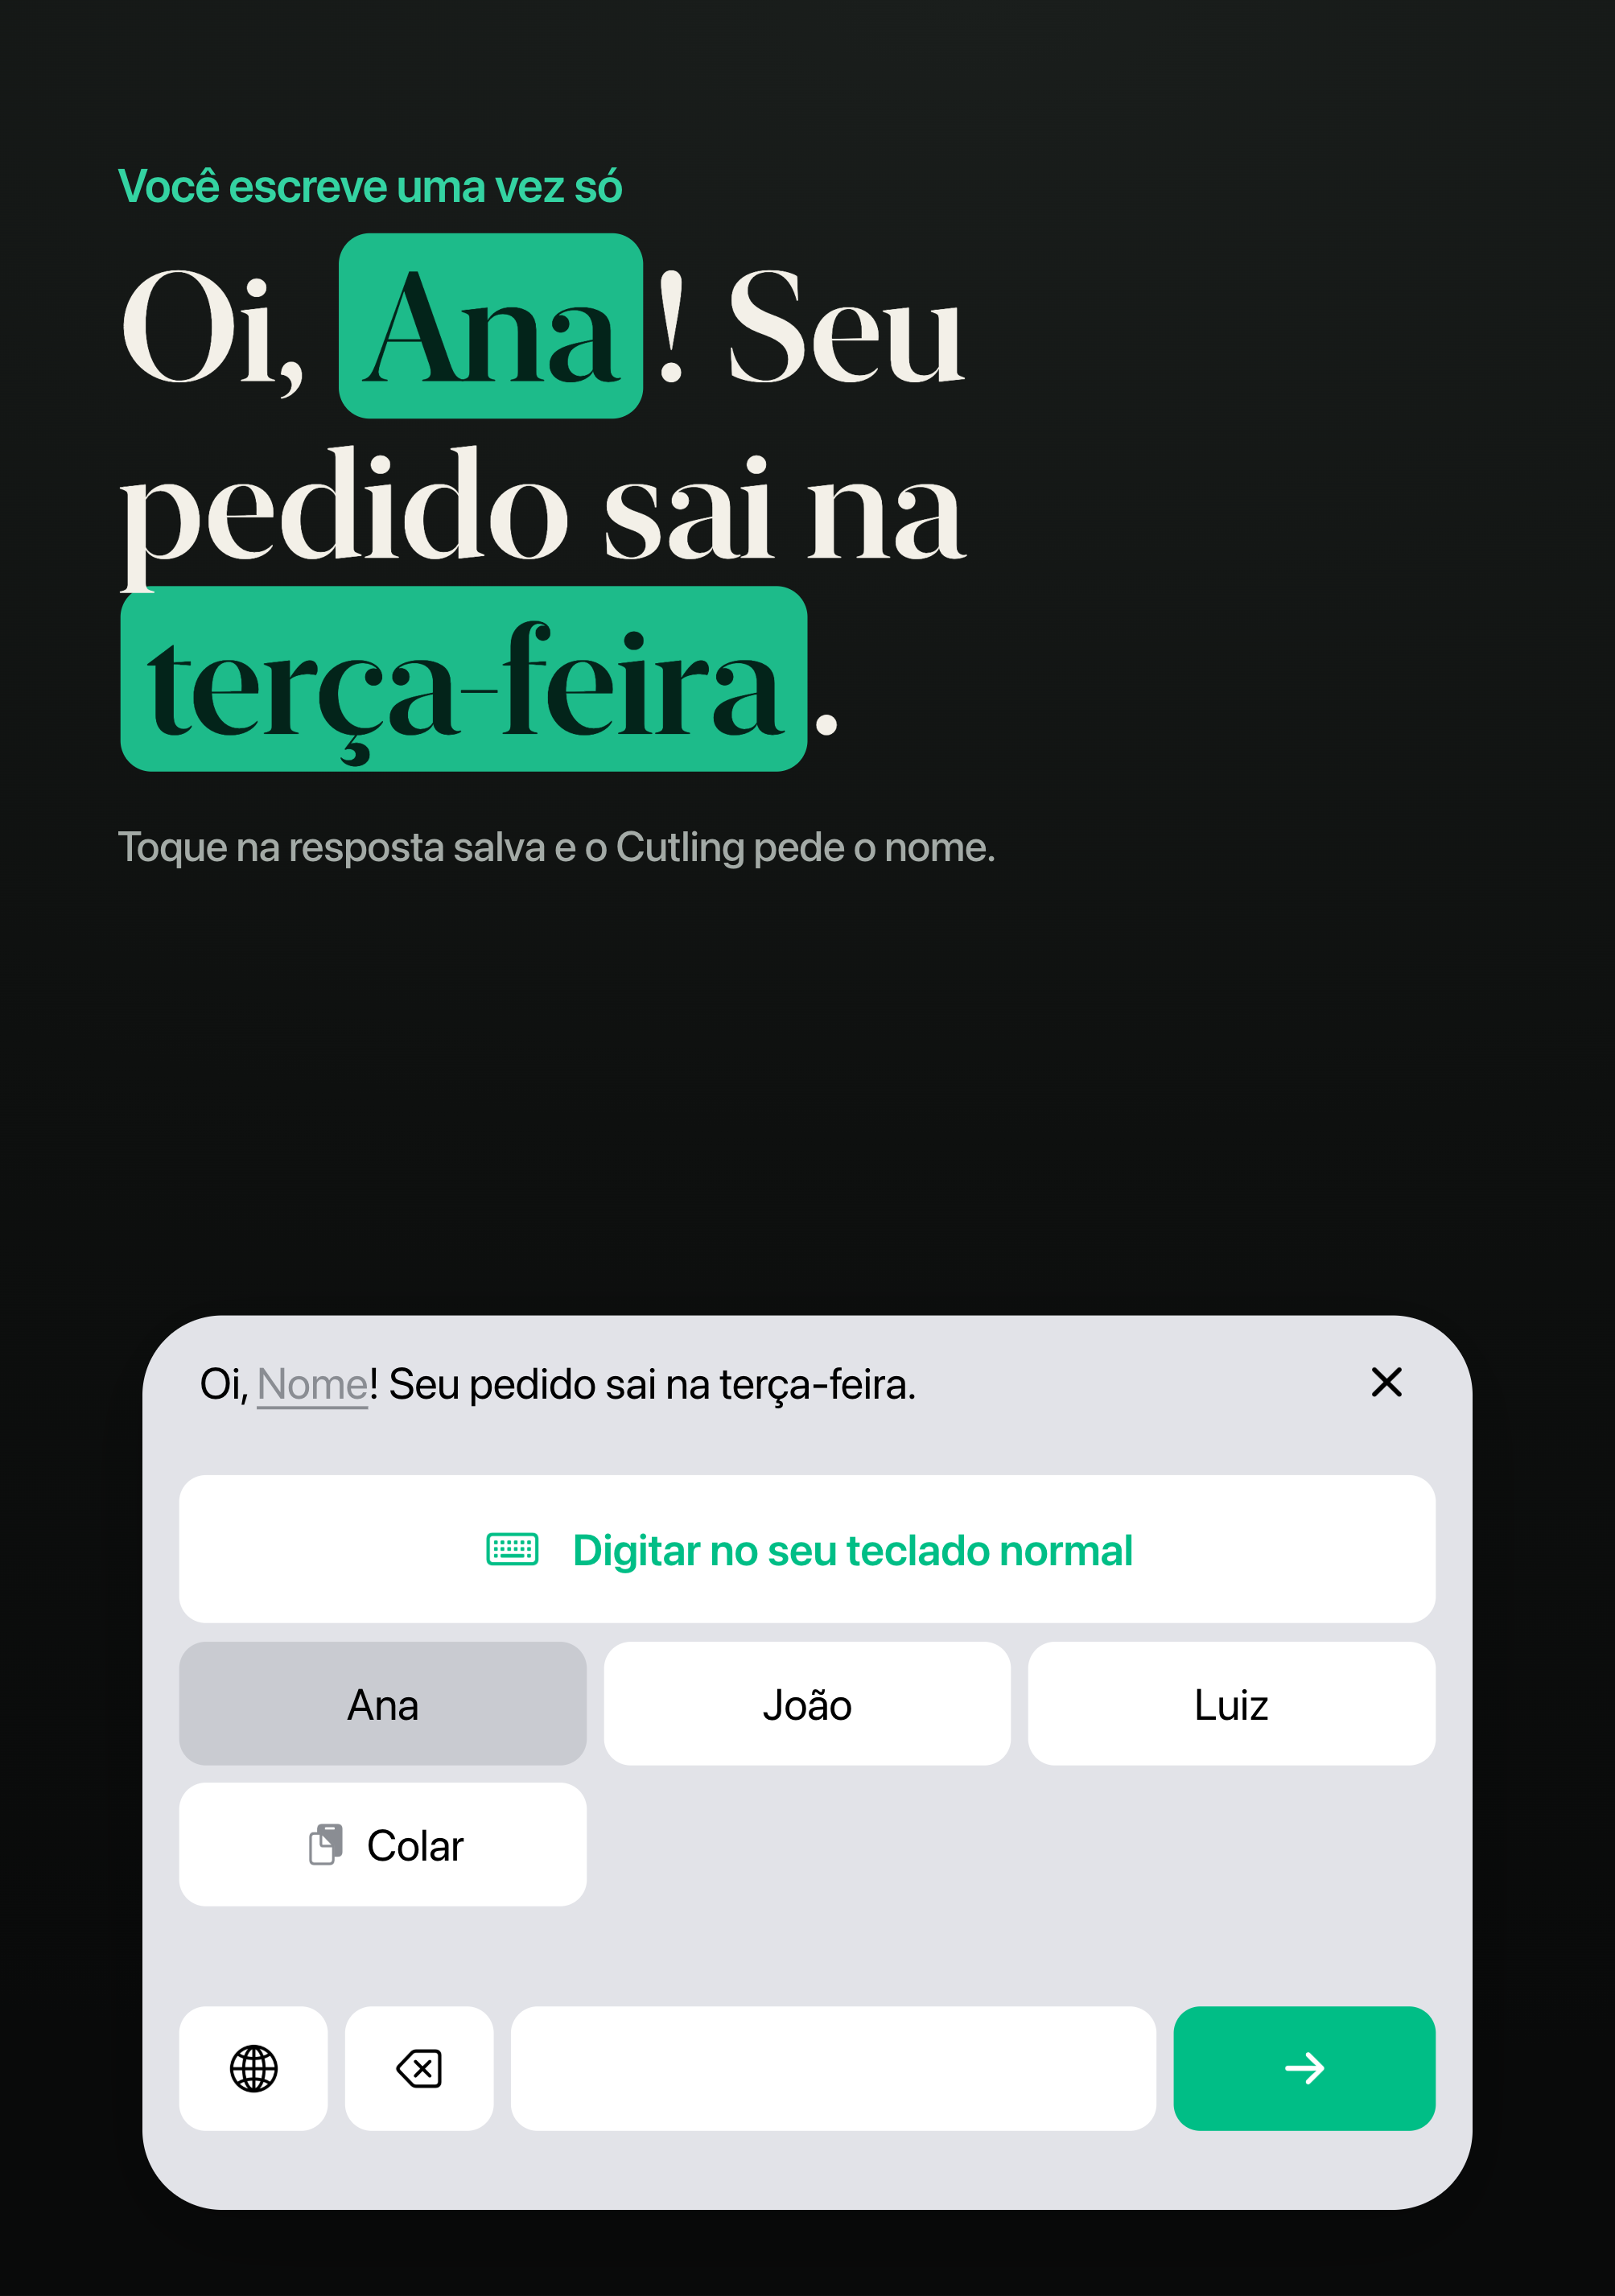 Você escreve uma vez só
Oi, Ana! Seu
pedido sai na
terça-feira.
Toque na resposta salva e o Cutling pede o nome.
Oi, Nome! Seu pedido sai na terça-feira.
Digitar no seu teclado normal
Ana João Luiz
Colar